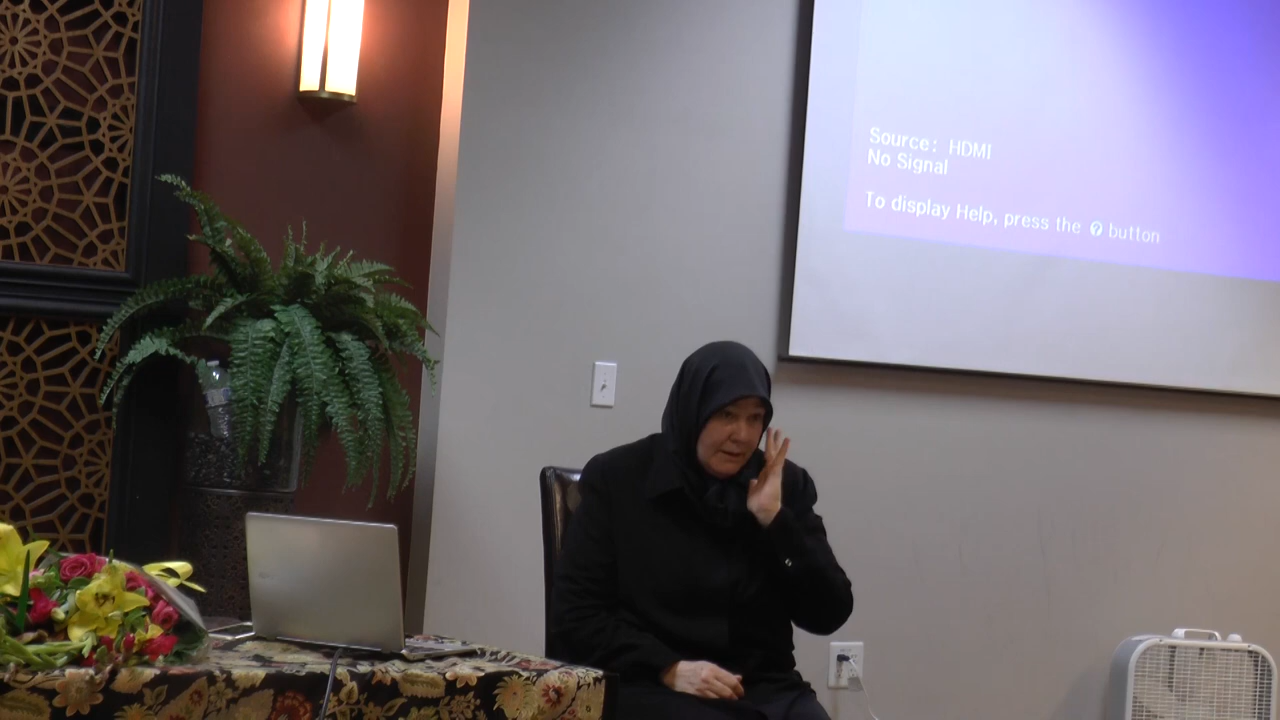 Source: HDMI
No Signal
To display Help, press the ? button